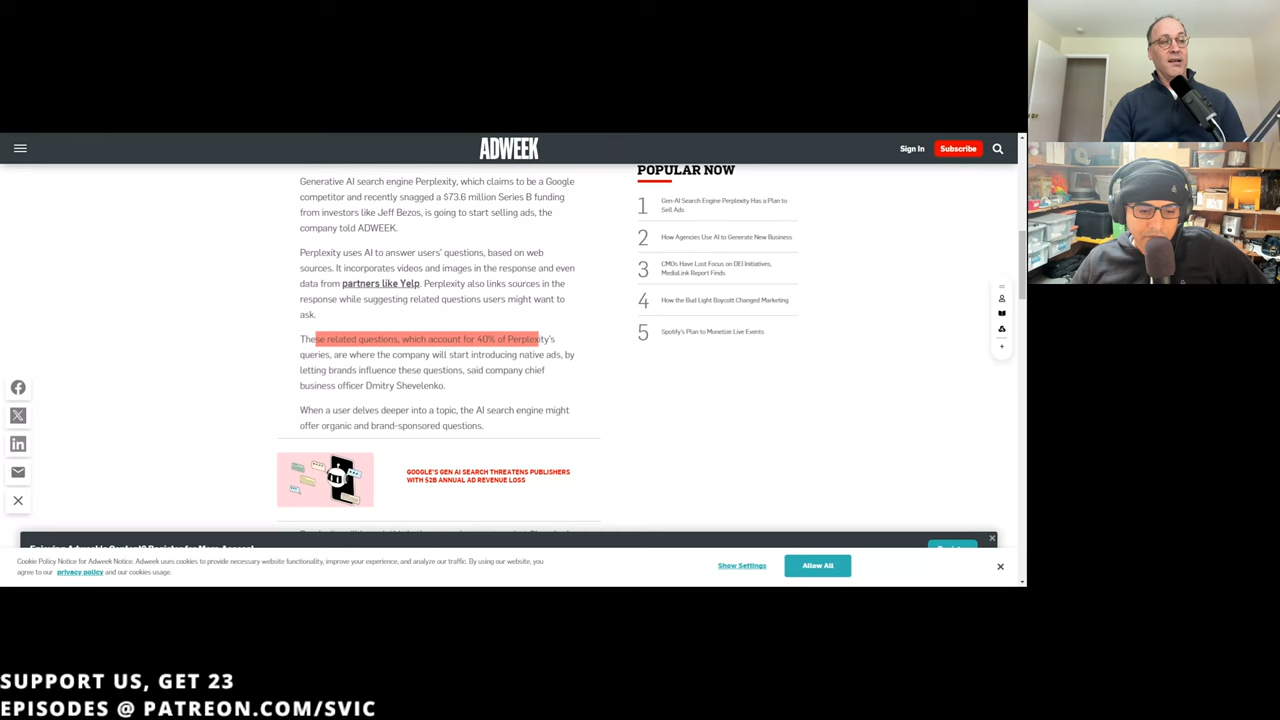 ADWEEK
Sign In
Subscribe
Generative AI search engine Perplexity, which claims to be a Google
competitor and recently snagged a $73.6 million Series B funding
from investors like Jeff Bezos, is going to start selling ads, the
company told ADWEEK.
Perplexity uses AI to answer users' questions, based on web
sources. It incorporates videos and images in the response and even
data from partners like Yelp. Perplexity also links sources in the
response while suggesting related questions users might want to
ask.
These related questions, which account for 40% of Perplexity's
queries, are where the company will start introducing native ads, by
letting brands influence these questions, said company chief
business officer Dmitry Shevelenko.
When a user delves deeper into a topic, the AI search engine might
offer organic and brand-sponsored questions.
GOOGLE'S GEN AI SEARCH THREATENS PUBLISHERS
WITH $2B ANNUAL AD REVENUE LOSS
POPULAR NOW
1 Gen-AI Search Engine Perplexity Has a Plan to
Sell Ads
2 How Agencies Use AI to Generate New Business
3 CMOs Have Lost Focus on DEI Initiatives,
MediaLink Report Finds
4 How the Bud Light Boycott Changed Marketing
5 Spotify's Plan to Monetize Live Events
Cookie Policy Notice for Adweek Notice: Adweek uses cookies to provide necessary website functionality, improve your experience, and analyze our traffic. By using our website, you
agree to our privacy policy and our cookies usage.
Show Settings
Allow All
SUPPORT US, GET 23
EPISODES @ PATREON.COM/SVIC